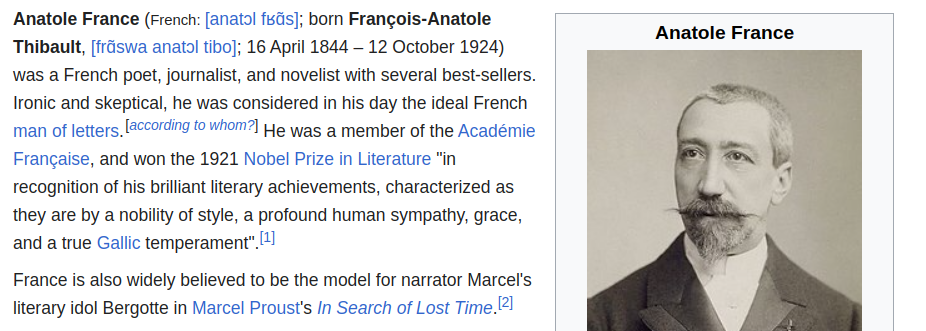 Anatole France (French: [anatɔl fʁɑ̃s]; born François-Anatole
Thibault, [frɑ̃swa anatɔl tibo]; 16 April 1844 – 12 October 1924)
was a French poet, journalist, and novelist with several best-sellers.
Ironic and skeptical, he was considered in his day the ideal French
man of letters.[according to whom?] He was a member of the Académie
Française, and won the 1921 Nobel Prize in Literature "in
recognition of his brilliant literary achievements, characterized as
they are by a nobility of style, a profound human sympathy, grace,
and a true Gallic temperament".[1]
France is also widely believed to be the model for narrator Marcel's
literary idol Bergotte in Marcel Proust's In Search of Lost Time.[2]
Anatole France